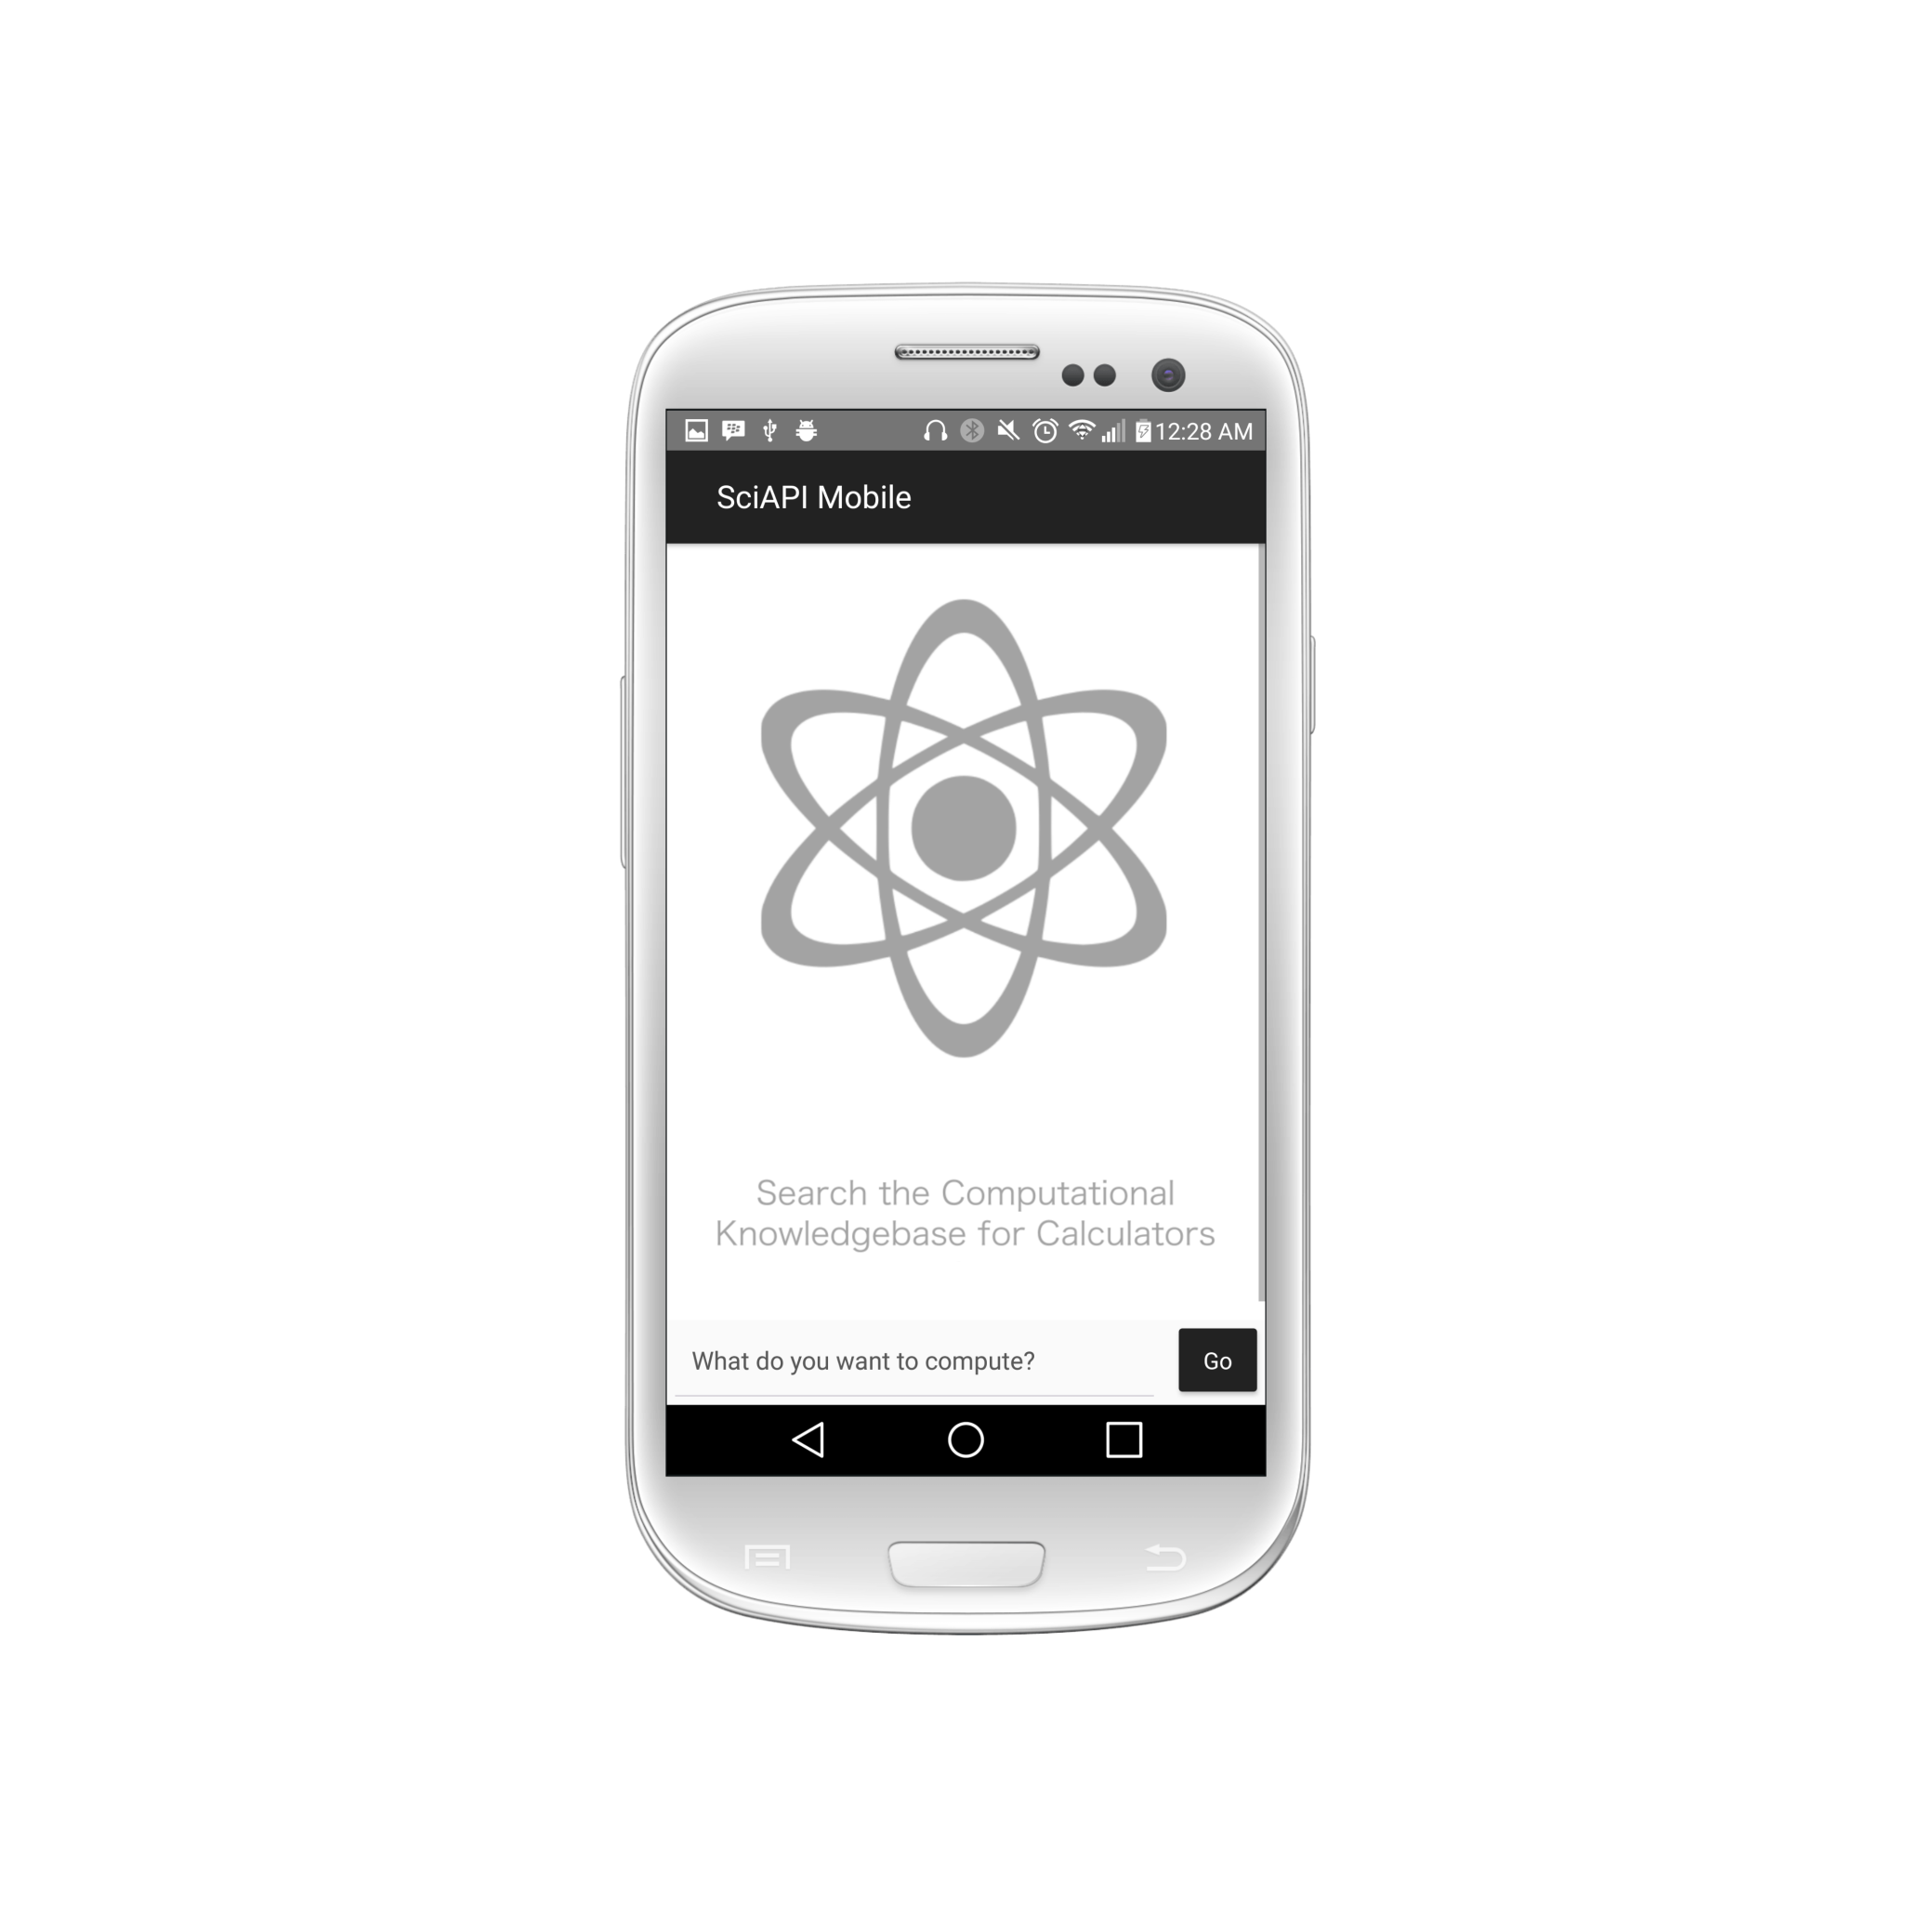 12:28 AM
SciAPI Mobile
Search the Computational
Knowledgebase for Calculators
What do you want to compute?
Go